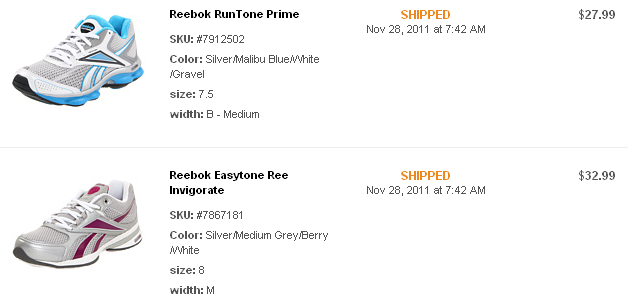 Reebok RunTone Prime
SHIPPED
$27.99
Nov 28, 2011 at 7:42 AM
SKU: #7912502
Color: Silver/Malibu Blue/White
/Gravel
size: 7.5
width: B - Medium
Reebok Easytone Ree
Invigorate
SHIPPED
$32.99
Nov 28, 2011 at 7:42 AM
SKU: #7867181
Color: Silver/Medium Grey/Berry
/White
size: 8
width: M